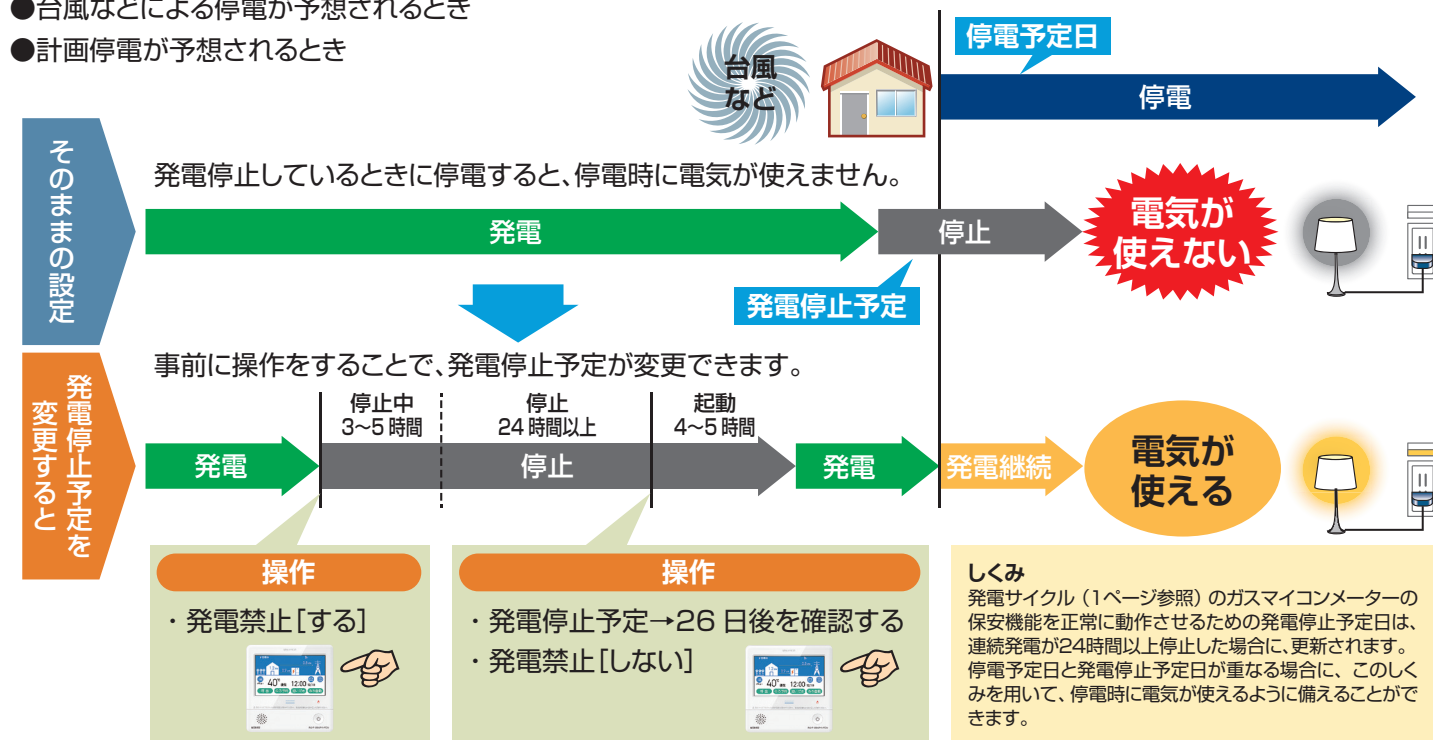 ●台風などによる停電が予想されるとき
●計画停電が予想されるとき
台風
など
停電予定日
停電
そのままの設定
発電停止しているときに停電すると、停電時に電気が使えません。
発電
停止
電気が
使えない
発電停止予定
発電停止予定を
変更すると
事前に操作をすることで、発電停止予定が変更できます。
停止中
3〜5 時間
停止
24 時間以上
起動
4〜5 時間
発電
停止
発電
発電継続
電気が
使える
操作
・発電禁止[する]
40°
12:00
操作
・発電停止予定→26 日後を確認する
・発電禁止[しない]
40°
12:00
しくみ
発電サイクル（1ページ参照）のガスマイコンメーターの
保安機能を正常に動作させるための発電停止予定日は、
連続発電が24時間以上停止した場合に、更新されます。
停電予定日と発電停止予定日が重なる場合に、このしく
みを用いて、停電時に電気が使えるように備えることがで
きます。